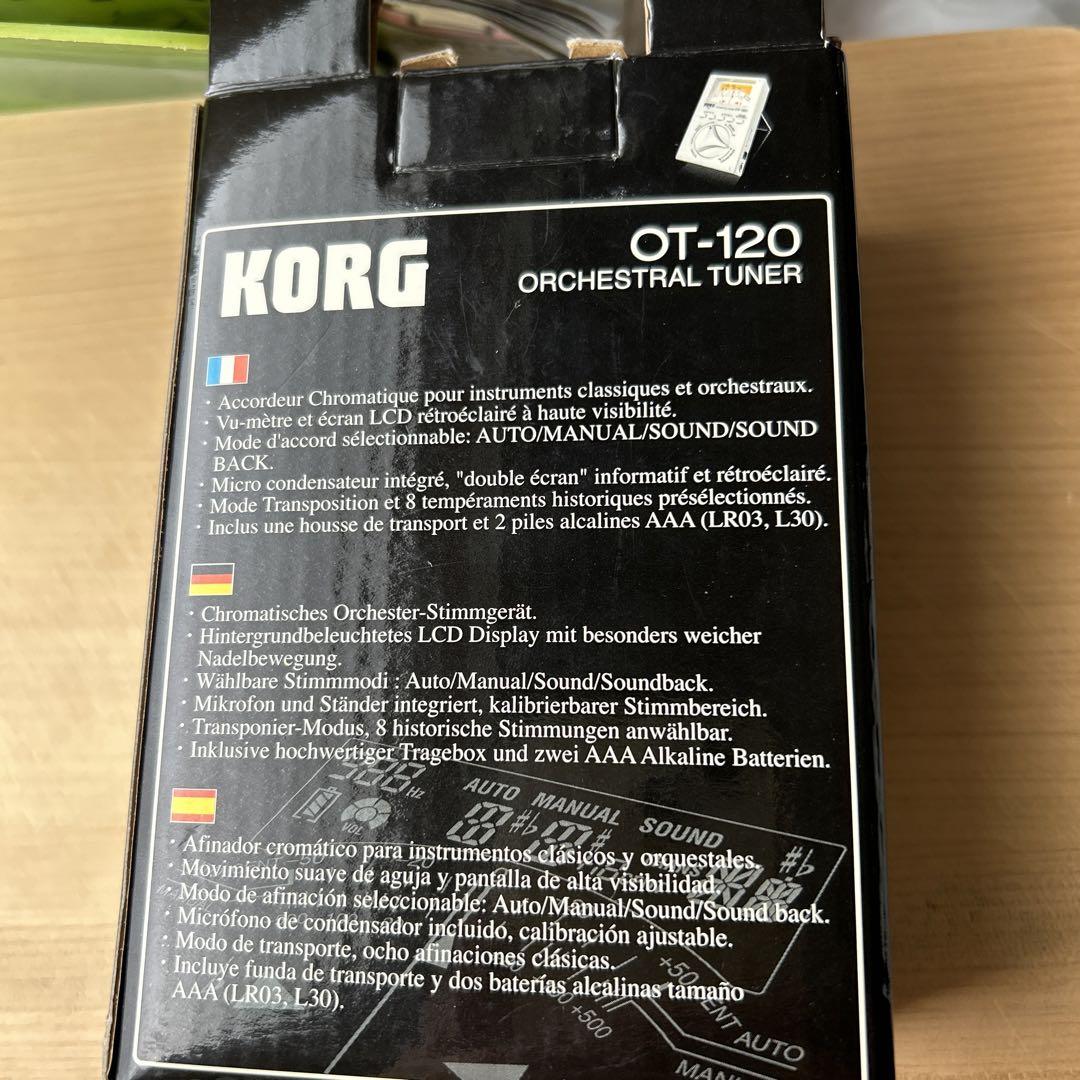 KORG
OT-120
ORCHESTRAL TUNER
· Accordeur Chromatique pour instruments classiques et orchestraux.
· Vu-mètre et écran LCD rétroéclairé à haute visibilité.
· Mode d'accord sélectionnable: AUTO/MANUAL/SOUND/SOUND
BACK.
· Micro condensateur intégré, "double écran" informatif et rétroéclairé.
· Mode Transposition et 8 tempéraments historiques présélectionnés.
· Inclus une housse de transport et 2 piles alcalines AAA (LR03, L30).
· Chromatisches Orchester-Stimmgerät.
· Hintergrundbeleuchtetes LCD Display mit besonders weicher
Nadelbewegung.
· Wählbare Stimmmodi : Auto/Manual/Sound/Soundback.
· Mikrofon und Ständer integriert, kalibrierbarer Stimmbereich.
· Transponier-Modus, 8 historische Stimmungen anwählbar.
· Inklusive hochwertiger Tragebox und zwei AAA Alkaline Batterien.
Hz
VOL
AUTO MANUAL SOUND
#♭
· Afinador cromático para instrumentos clásicos y orquestales.
· Movimiento suave de aguja y pantalla de alta visibilidad.
· Modo de afinación seleccionable: Auto/Manual/Sound/Sound back.
· Micrófono de condensador incluido, calibración ajustable.
· Modo de transporte, ocho afinaciones clásicas.
· Incluye funda de transporte y dos baterías alcalinas tamaño
AAA (LR03, L30).
+50
AUTO
+500